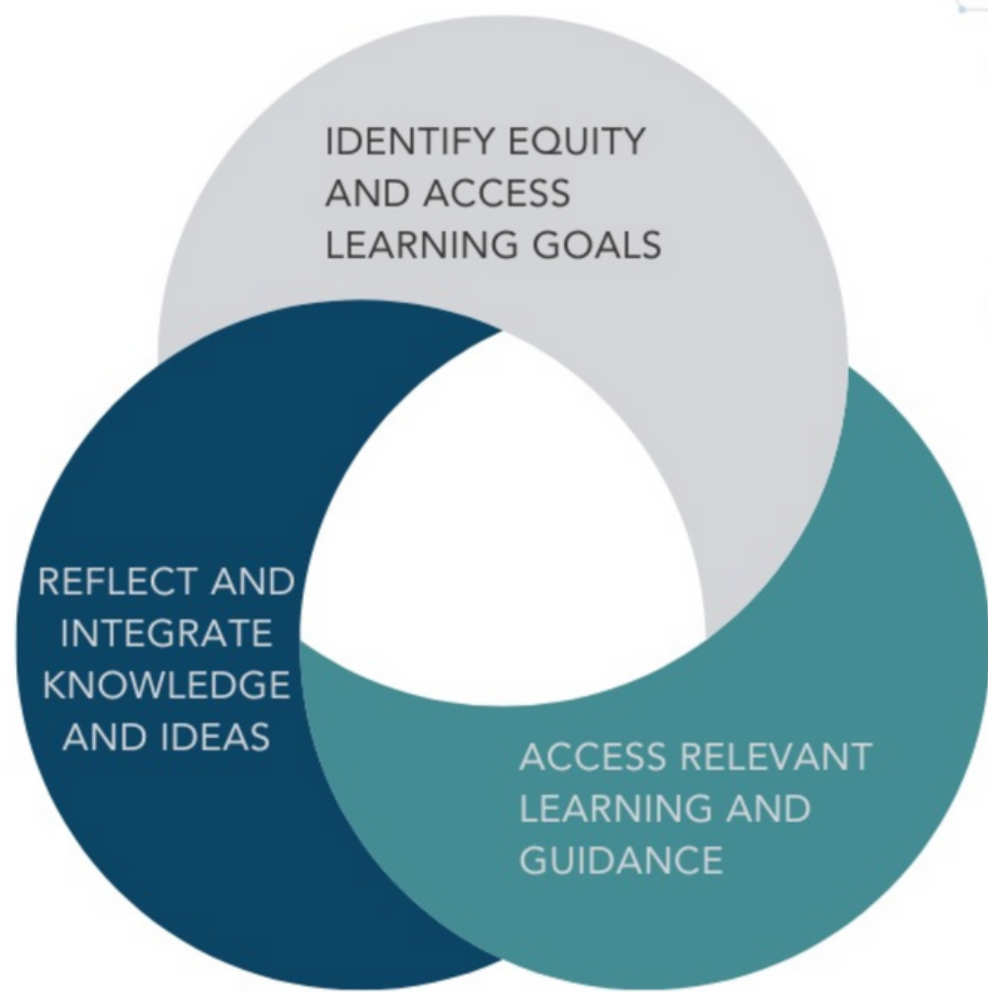 IDENTIFY EQUITY
AND ACCESS
LEARNING GOALS
REFLECT AND
INTEGRATE
KNOWLEDGE
AND IDEAS
ACCESS RELEVANT
LEARNING AND
GUIDANCE